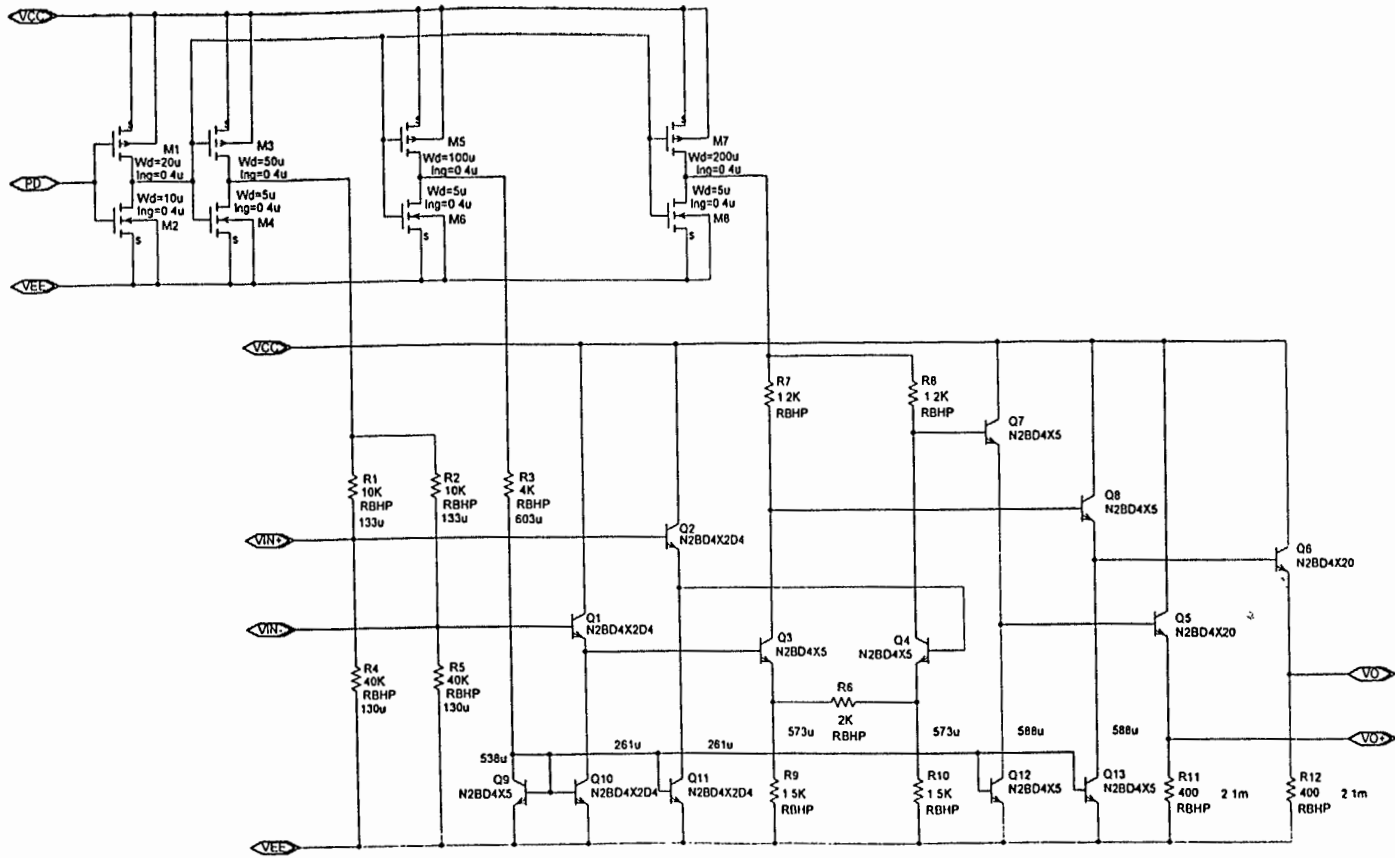 VCC
S
S
S
S
M1
M3
M5
M7
Wd=20u
lng=0 4u
Wd=50u
lng=0 4u
Wd=100u
lng=0 4u
Wd=200u
lng=0 4u
PD
Wd=10u
lng=0 4u
M2
Wd=5u
lng=0 4u
M4
Wd=5u
lng=0 4u
M6
Wd=5u
lng=0 4u
M8
S
S
S
S
VEE
VCC
R7
1 2K
RBHP
R8
1 2K
RBHP
Q7
N2BD4X5
R1
10K
RBHP
133u
R2
10K
RBHP
133u
R3
4K
RBHP
603u
Q8
N2BD4X5
VIN+
Q2
N2BD4X2D4
Q6
N2BD4X20
VIN-
Q1
N2BD4X2D4
Q3
N2BD4X5
Q4
N2BD4X5
Q5
N2BD4X20
R4
40K
RBHP
130u
R5
40K
RBHP
130u
VO-
R6
2K
RBHP
573u
573u
588u
588u
VO+
538u
261u
261u
Q9
N2BD4X5
Q10
N2BD4X2D4
Q11
N2BD4X2D4
R9
1 5K
RBHP
R10
1 5K
RBHP
Q12
N2BD4X5
Q13
N2BD4X5
R11
400
RBHP
2 1m
R12
400
RBHP
2 1m
VEE